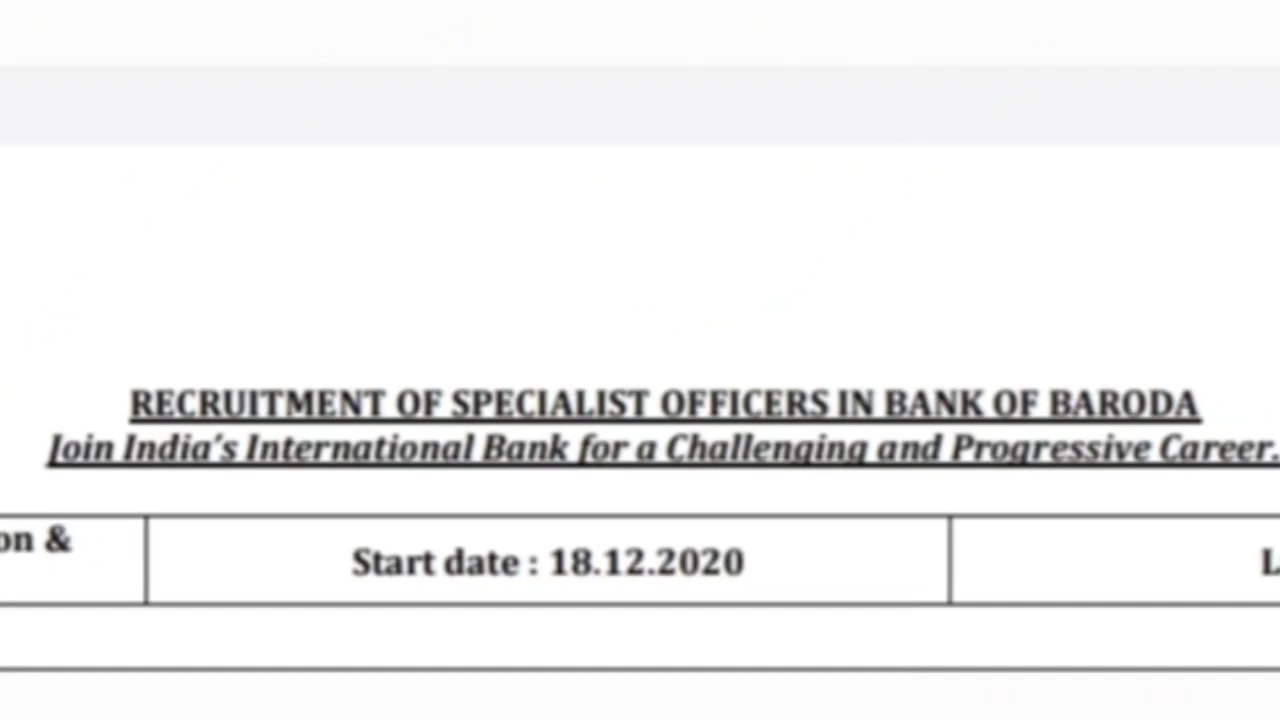 RECRUITMENT OF SPECIALIST OFFICERS IN BANK OF BARODA
Join India's International Bank for a Challenging and Progressive Career.
on &
Start date : 18.12.2020
L